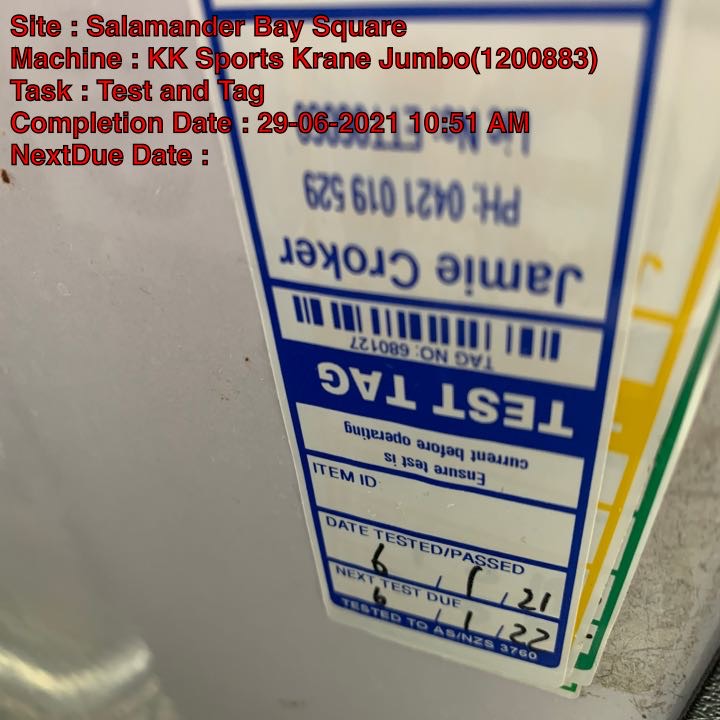 Site : Salamander Bay Square
Machine : KK Sports Krane Jumbo(1200883)
Task : Test and Tag
Completion Date : 29-06-2021 10:51 AM
NextDue Date :
Jamie Croker
PH: 0421 019 529
Lic No:
TAG NO: 680127
TEST TAG
Ensure test is
current before operating
ITEM ID:
DATE TESTED/PASSED
6 / 1 / 21
NEXT TEST DUE
6 / 1 / 22
TESTED TO AS/NZS 3760